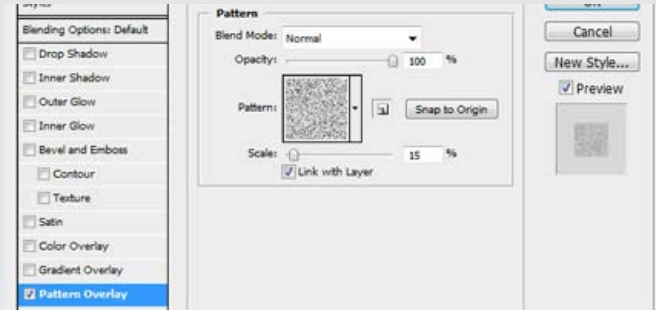 Styles
Blending Options: Default
Drop Shadow
Inner Shadow
Outer Glow
Inner Glow
Bevel and Emboss
Contour
Texture
Satin
Color Overlay
Gradient Overlay
Pattern Overlay
Pattern
Blend Mode: Normal
Opacity: 100 %
Pattern: Snap to Origin
Scale: 15 %
Link with Layer
OK
Cancel
New Style...
Preview